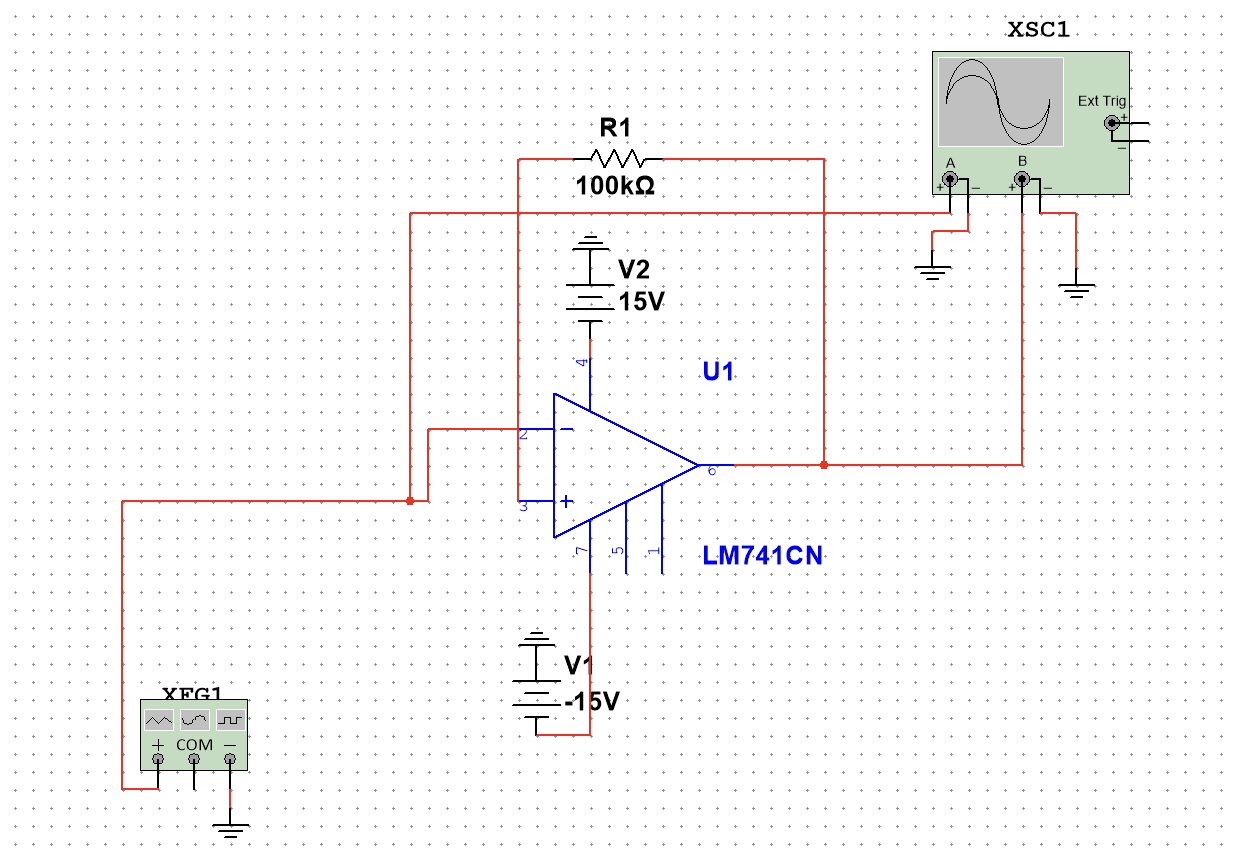 XSC1
Ext Trig
+
−
A
B
+ −
+ −
R1
100kΩ
V2
15V
4
U1
2 −
6
3 +
7
5
1
LM741CN
V1
-15V
XFG1
+ COM −